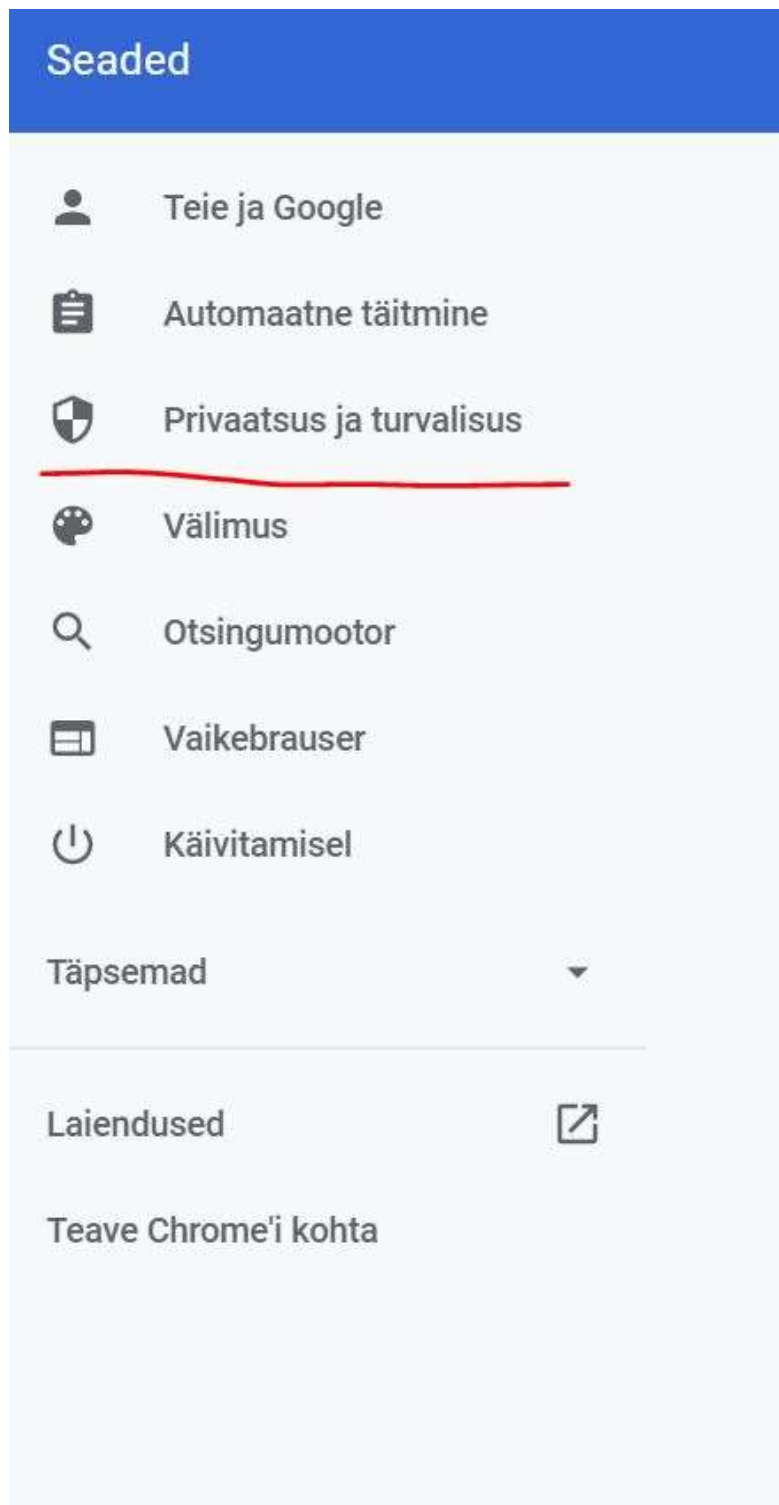 Seaded
Teie ja Google
Automaatne täitmine
Privaatsus ja turvalisus
Välimus
Otsingumootor
Vaikebrauser
Käivitamisel
Täpsemad
Laiendused
Teave Chrome'i kohta